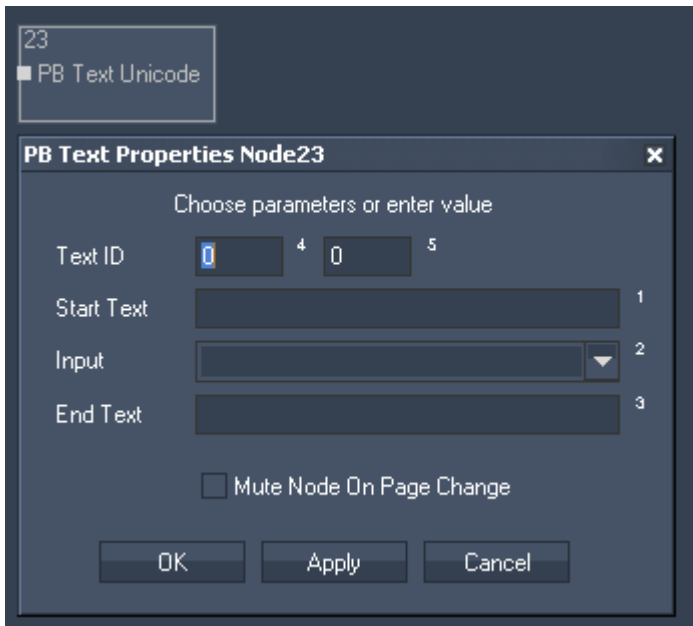 23
PB Text Unicode
PB Text Properties Node23
Choose parameters or enter value
Text ID 0 4 0 5
Start Text 1
Input 2
End Text 3
Mute Node On Page Change
OK Apply Cancel